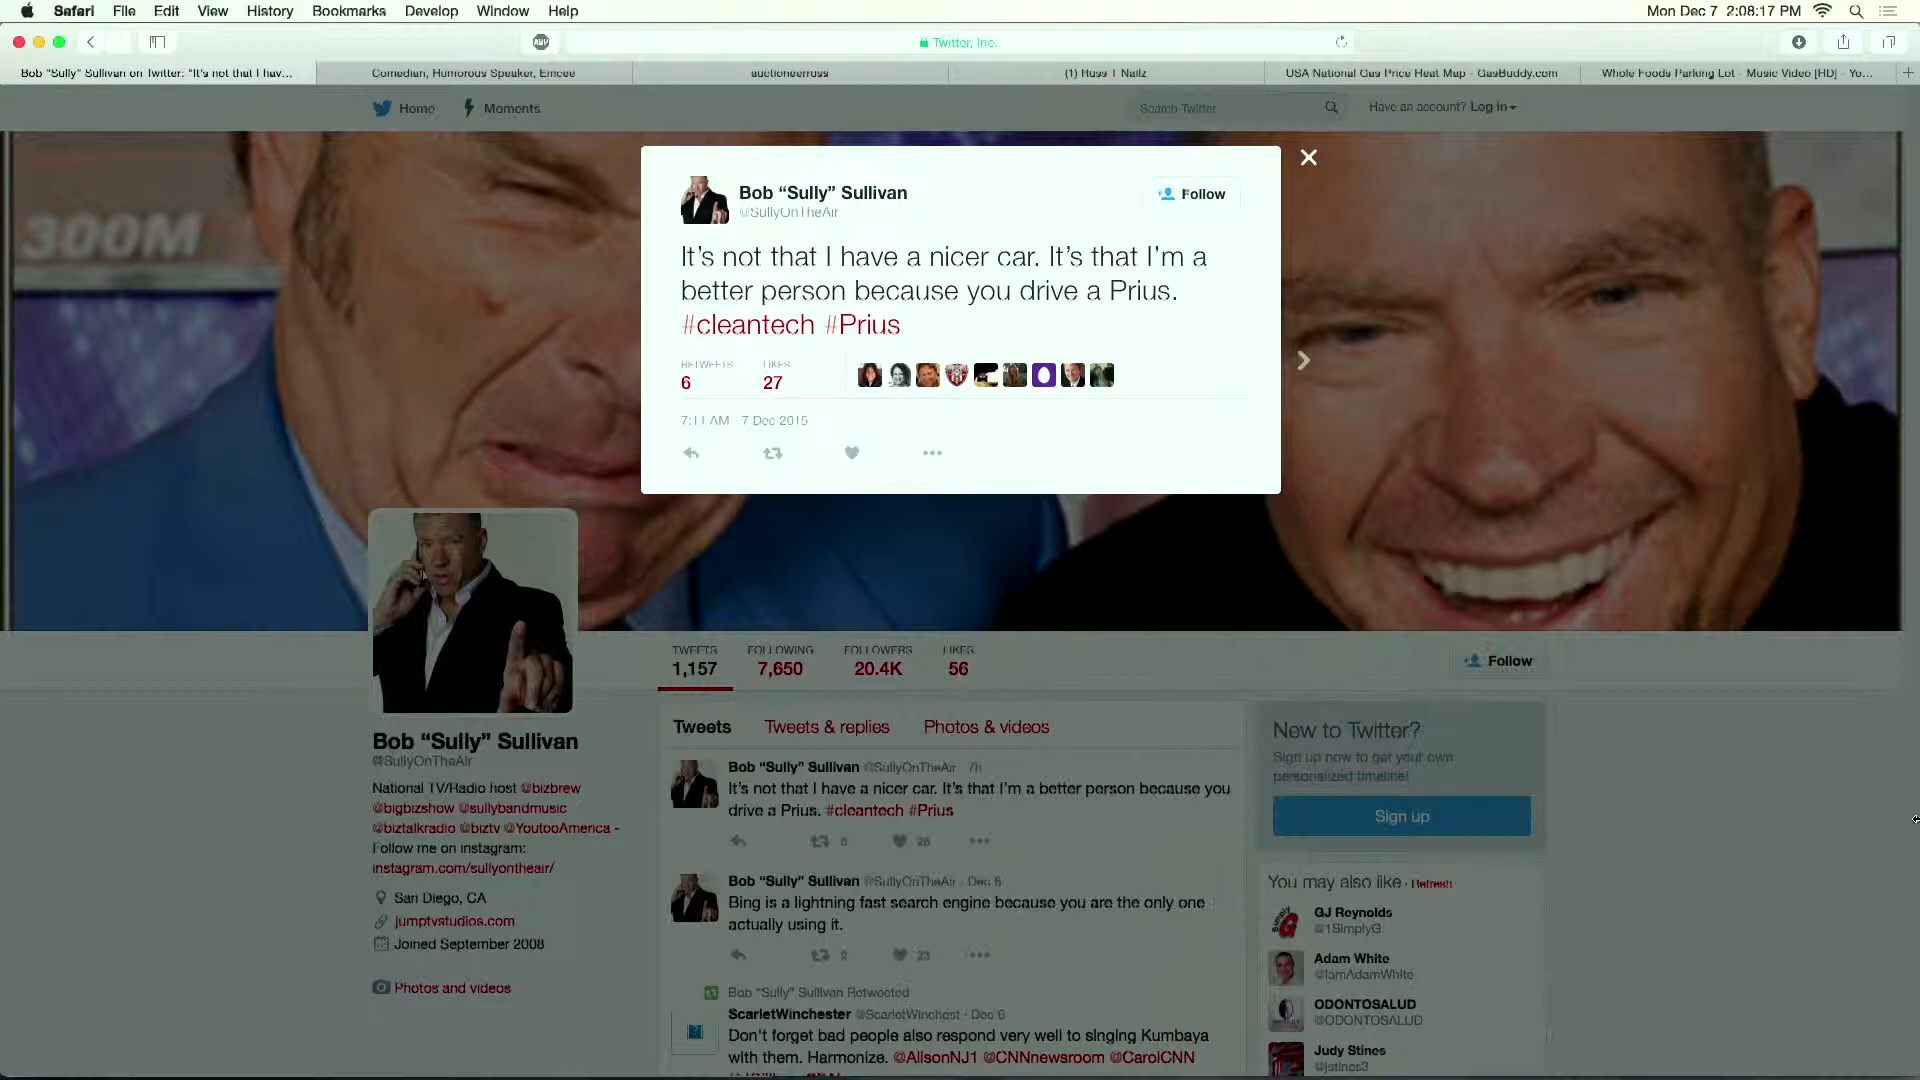 Safari File Edit View History Bookmarks Develop Window Help
Mon Dec 7 2:08:17 PM
ABP
Twitter, Inc.
Bob "Sully" Sullivan on Twitter: "It's not that I hav...
Comedian, Humorous Speaker, Emcee
auctioneerruss
(1) Russ T Nailz
USA National Gas Price Heat Map - GasBuddy.com
Whole Foods Parking Lot - Music Video [HD] - Yo...
Home Moments
Search Twitter
Have an account? Log in
300M
Bob “Sully” Sullivan
@SullyOnTheAir
Follow
It’s not that I have a nicer car. It’s that I’m a
better person because you drive a Prius.
#cleantech #Prius
RETWEETS LIKES
6 27
7:11 AM 7 Dec 2015
TWEETS FOLLOWING FOLLOWERS LIKES
1,157 7,650 20.4K 56
Follow
Bob “Sully” Sullivan
@SullyOnTheAir
National TV/Radio host @bizbrew
@bigbizshow @sullybandmusic
@biztalkradio @biztv @YoutooAmerica -
Follow me on instagram:
instagram.com/sullyontheair/
San Diego, CA
jumptvstudios.com
Joined September 2008
Photos and videos
Tweets Tweets & replies Photos & videos
Bob “Sully” Sullivan @SullyOnTheAir · 7h
It’s not that I have a nicer car. It’s that I’m a better person because you
drive a Prius. #cleantech #Prius
6 26
Bob “Sully” Sullivan @SullyOnTheAir · Dec 6
Bing is a lightning fast search engine because you are the only one
actually using it.
2 23
Bob “Sully” Sullivan Retweeted
ScarletWinchester @ScarletWinchest · Dec 6
Don't forget bad people also respond very well to singing Kumbaya
with them. Harmonize. @AlisonNJ1 @CNNnewsroom @CarolCNN
New to Twitter?
Sign up now to get your own
personalized timeline!
Sign up
You may also like · Refresh
GJ Reynolds
@1SimplyG
Adam White
@IamAdamWhite
ODONTOSALUD
@ODONTOSALUD
Judy Stines
@jstines3